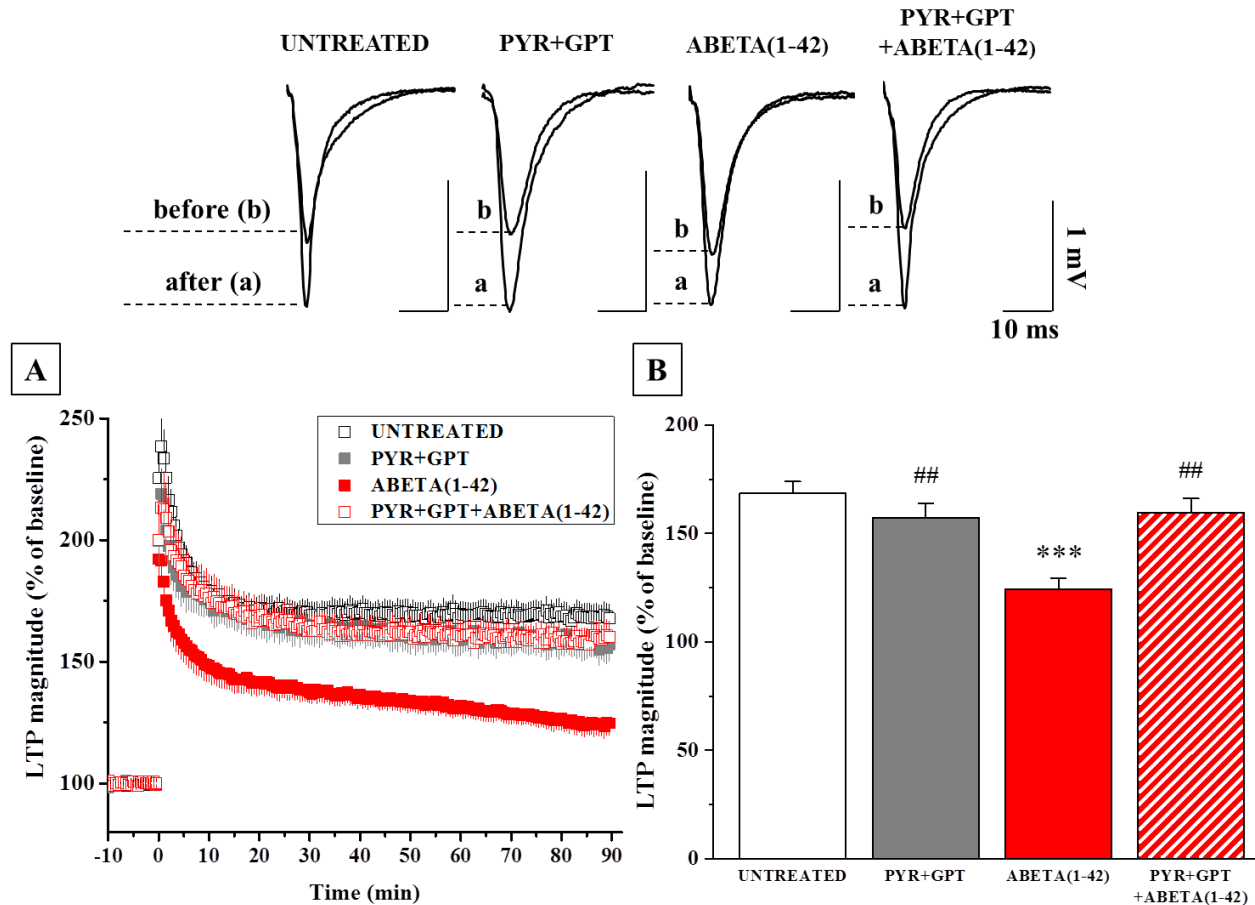 UNTREATED
PYR+GPT
ABETA(1-42)
PYR+GPT
+ABETA(1-42)
before (b)
after (a)
b
a
b
a
b
a
1 mV
10 ms
A
LTP magnitude (% of baseline)
250
200
150
100
-10 0 10 20 30 40 50 60 70 80 90
Time (min)
UNTREATED
PYR+GPT
ABETA(1-42)
PYR+GPT+ABETA(1-42)
B
LTP magnitude (% of baseline)
200
150
100
50
0
##
***
##
UNTREATED
PYR+GPT
ABETA(1-42)
PYR+GPT
+ABETA(1-42)